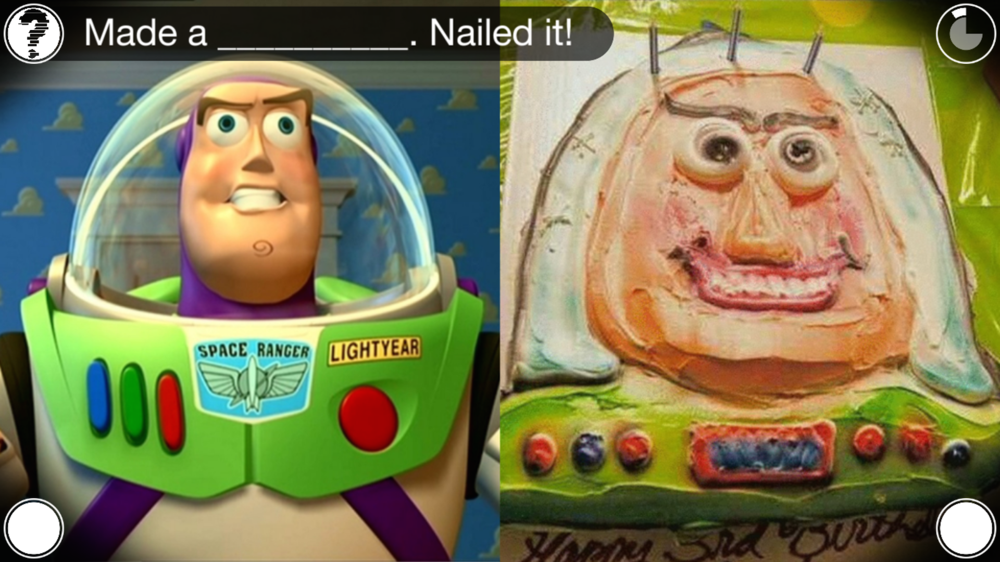 Made a __________. Nailed it!
SPACE RANGER
LIGHTYEAR
Happy 3rd Birthd